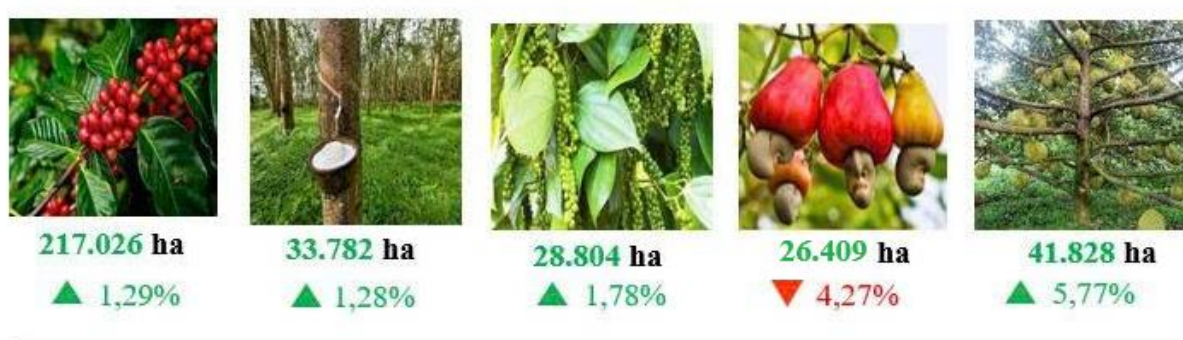 217.026 ha
33.782 ha
28.804 ha
26.409 ha
41.828 ha
▲ 1,29%
▲ 1,28%
▲ 1,78%
▼ 4,27%
▲ 5,77%